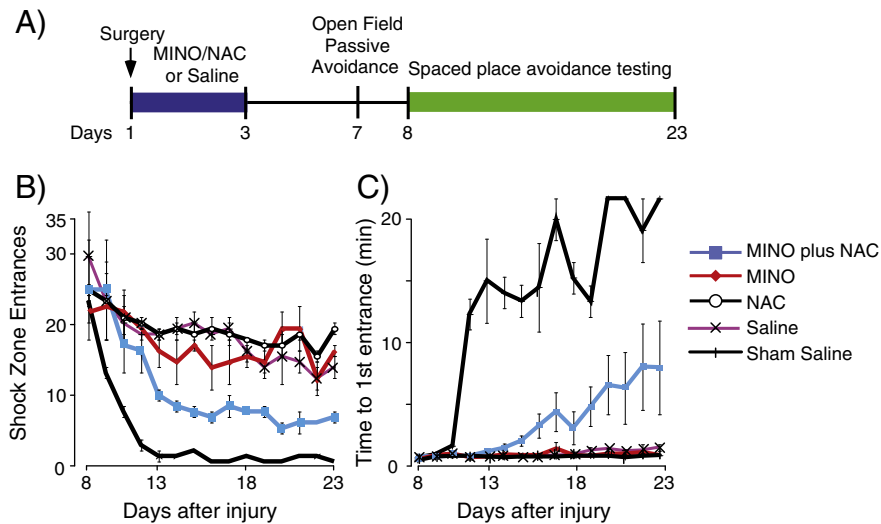 A)
Surgery
MINO/NAC
or Saline
Open Field
Passive
Avoidance
Spaced place avoidance testing
Days 1 3 7 8 23
B)
Shock Zone Entrances
35
30
20
10
0
8 13 18 23
Days after injury
C)
Time to 1st entrance (min)
20
10
0
8 13 18 23
Days after injury
MINO plus NAC
MINO
NAC
Saline
Sham Saline